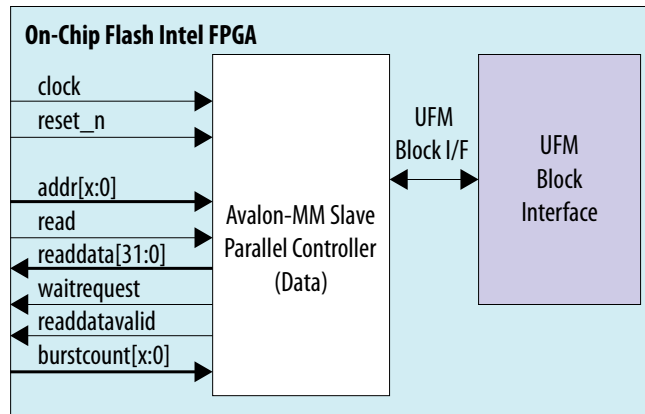 On-Chip Flash Intel FPGA
clock
reset_n
addr[x:0]
read
readdata[31:0]
waitrequest
readdatavalid
burstcount[x:0]
Avalon-MM Slave
Parallel Controller
(Data)
UFM
Block I/F
UFM
Block
Interface